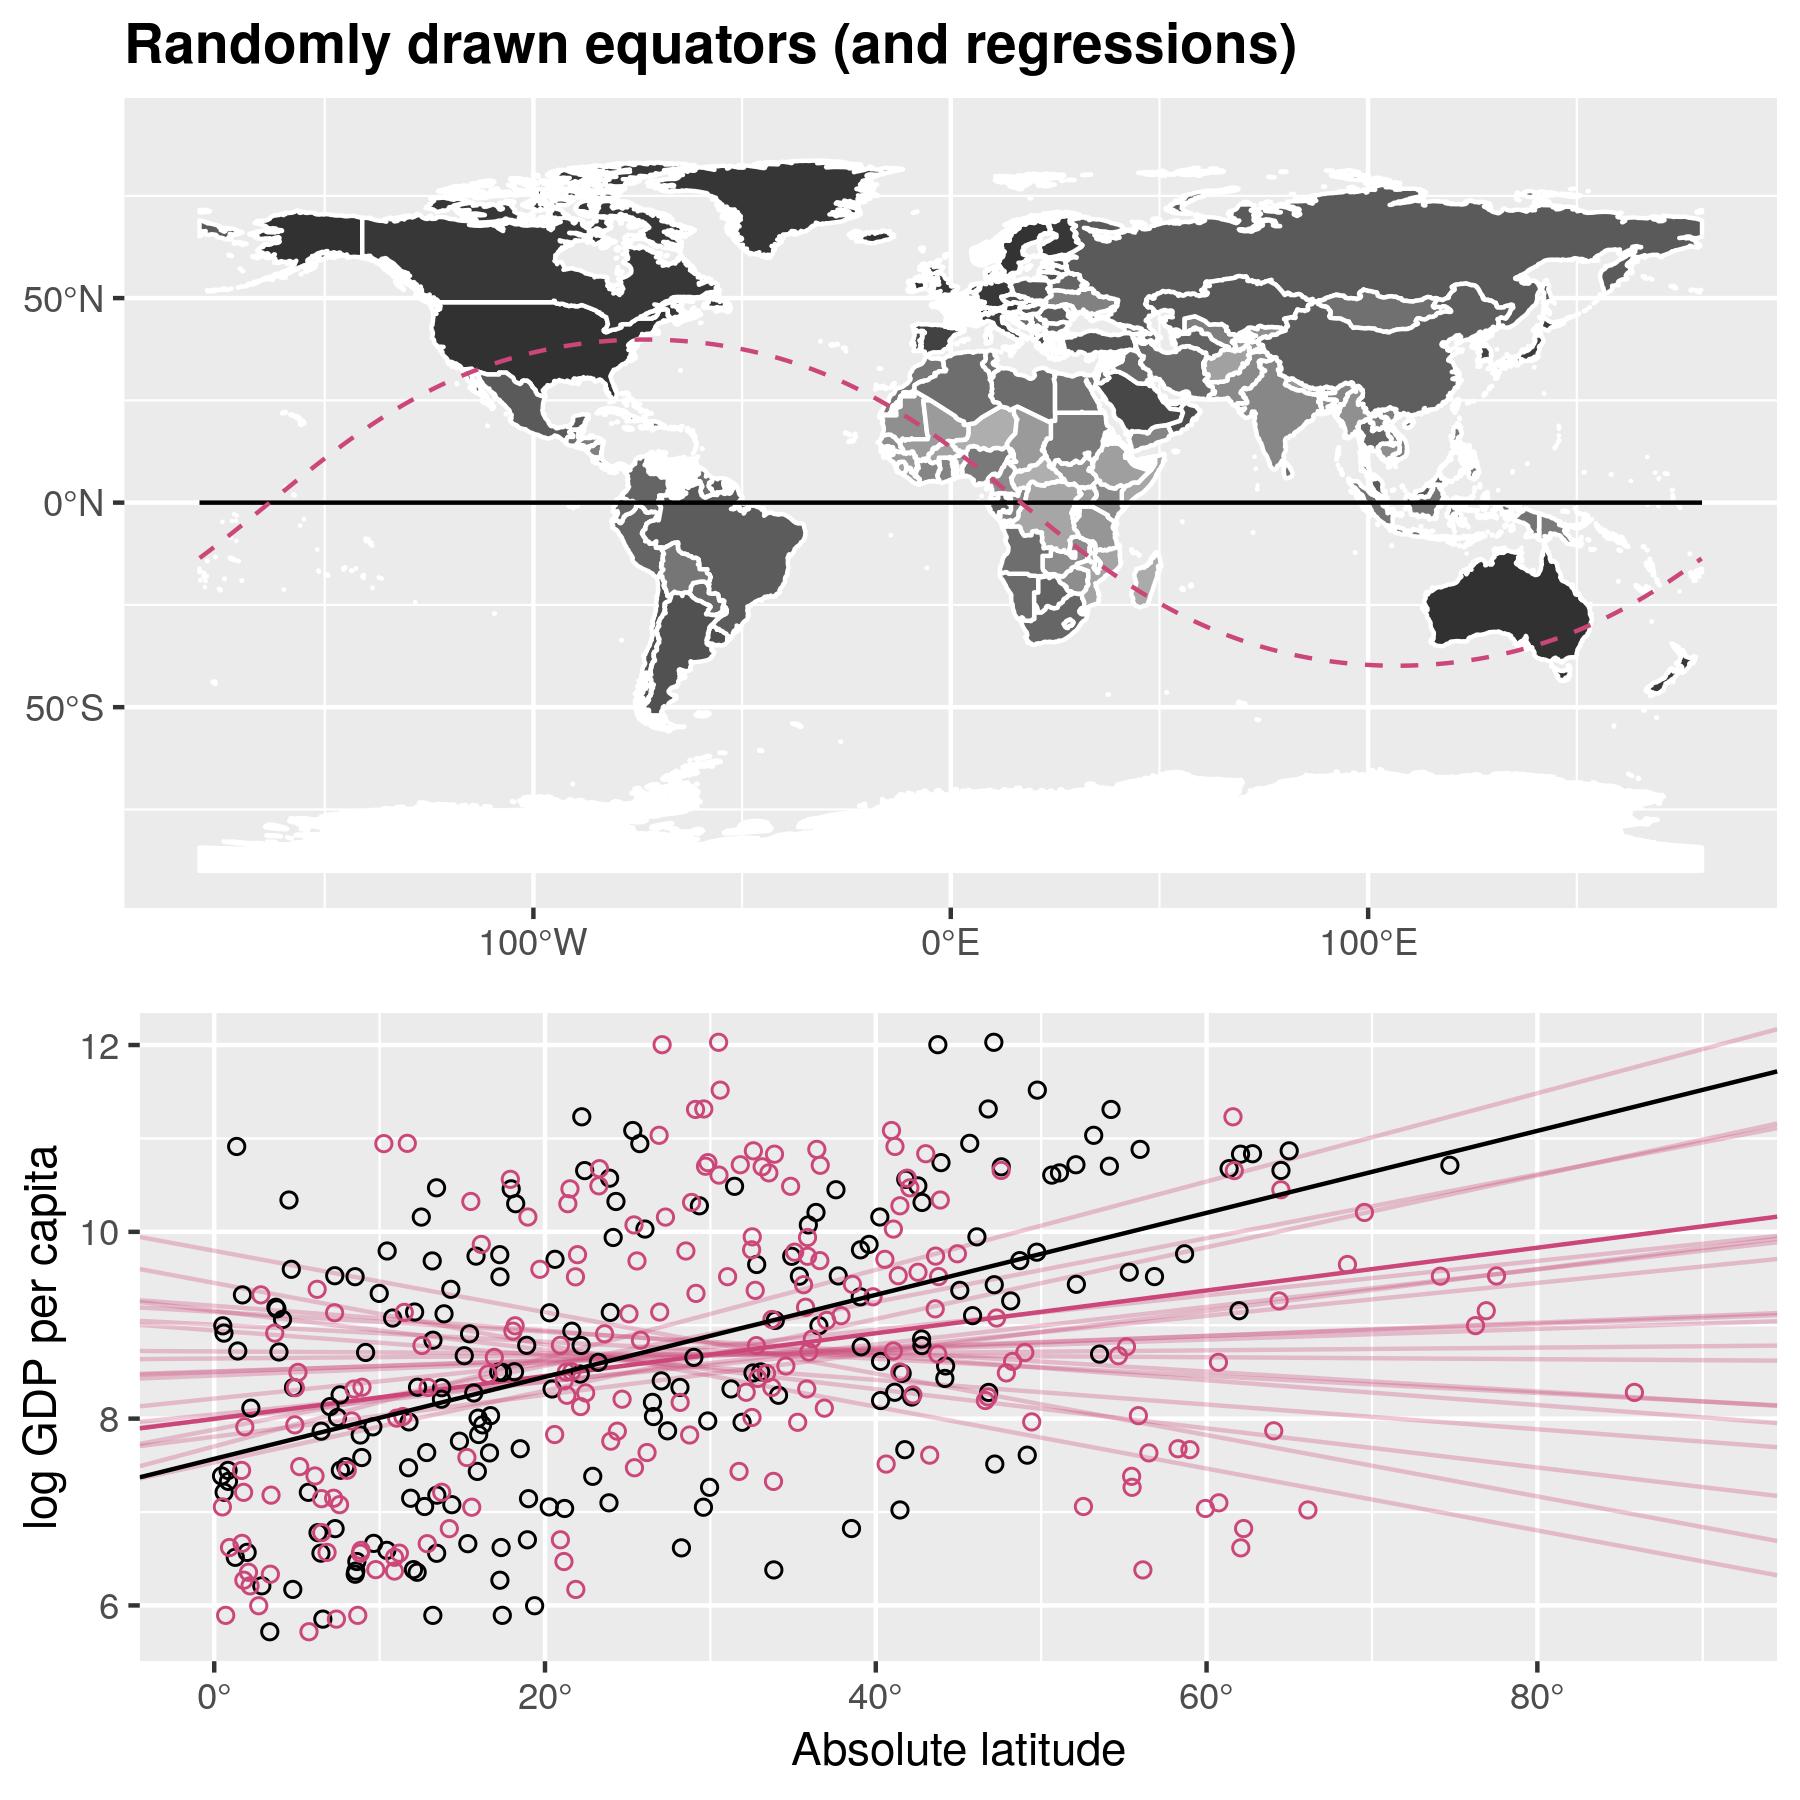 Randomly drawn equators (and regressions)
50°N
0°N
50°S
100°W
0°E
100°E
log GDP per capita
12
10
8
6
0°
20°
40°
60°
80°
Absolute latitude